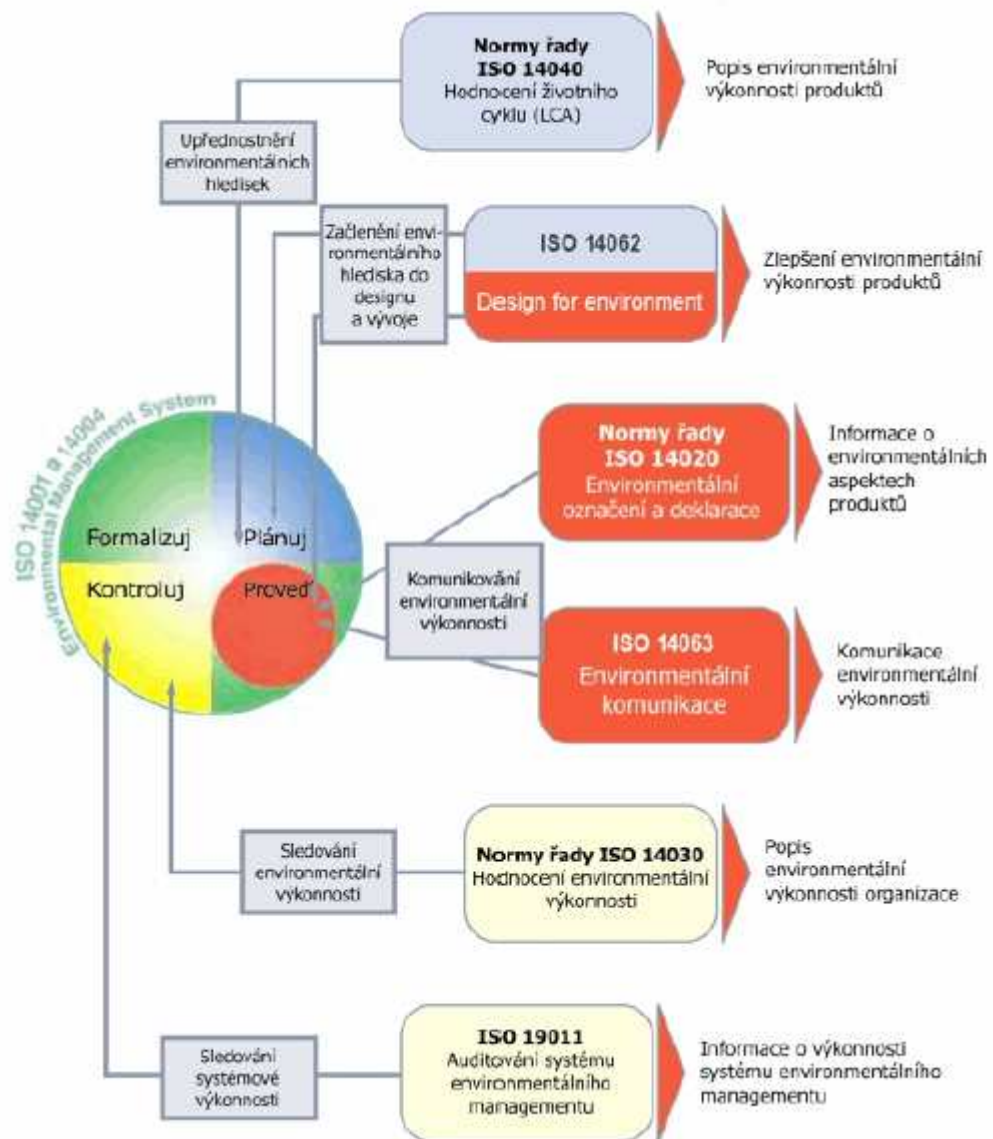 Normy řady
ISO 14040
Hodnocení životního
cyklu (LCA)
Popis environmentální
výkonnosti produktů
Upřednostnění
environmentálních
hledisek
Začlenění envi-
ronmentálního
hlediska do
designu
a vývoje
ISO 14062
Design for environment
Zlepšení environmentální
výkonnosti produktů
ISO 14001 a 14004
Environmental Management System
Normy řady
ISO 14020
Environmentální
označení a deklarace
Informace o
environmentálních
aspektech
produktů
Formalizuj
Plánuj
Kontroluj
Proveď
Komunikování
environmentální
výkonnosti
ISO 14063
Environmentální
komunikace
Komunikace
environmentální
výkonnosti
Sledování
environmentální
výkonnosti
Normy řady ISO 14030
Hodnocení environmentální
výkonnosti
Popis
environmentální
výkonnosti organizace
Sledování
systémové
výkonnosti
ISO 19011
Auditování systému
environmentálního
managementu
Informace o výkonnosti
systému environmentálního
managementu